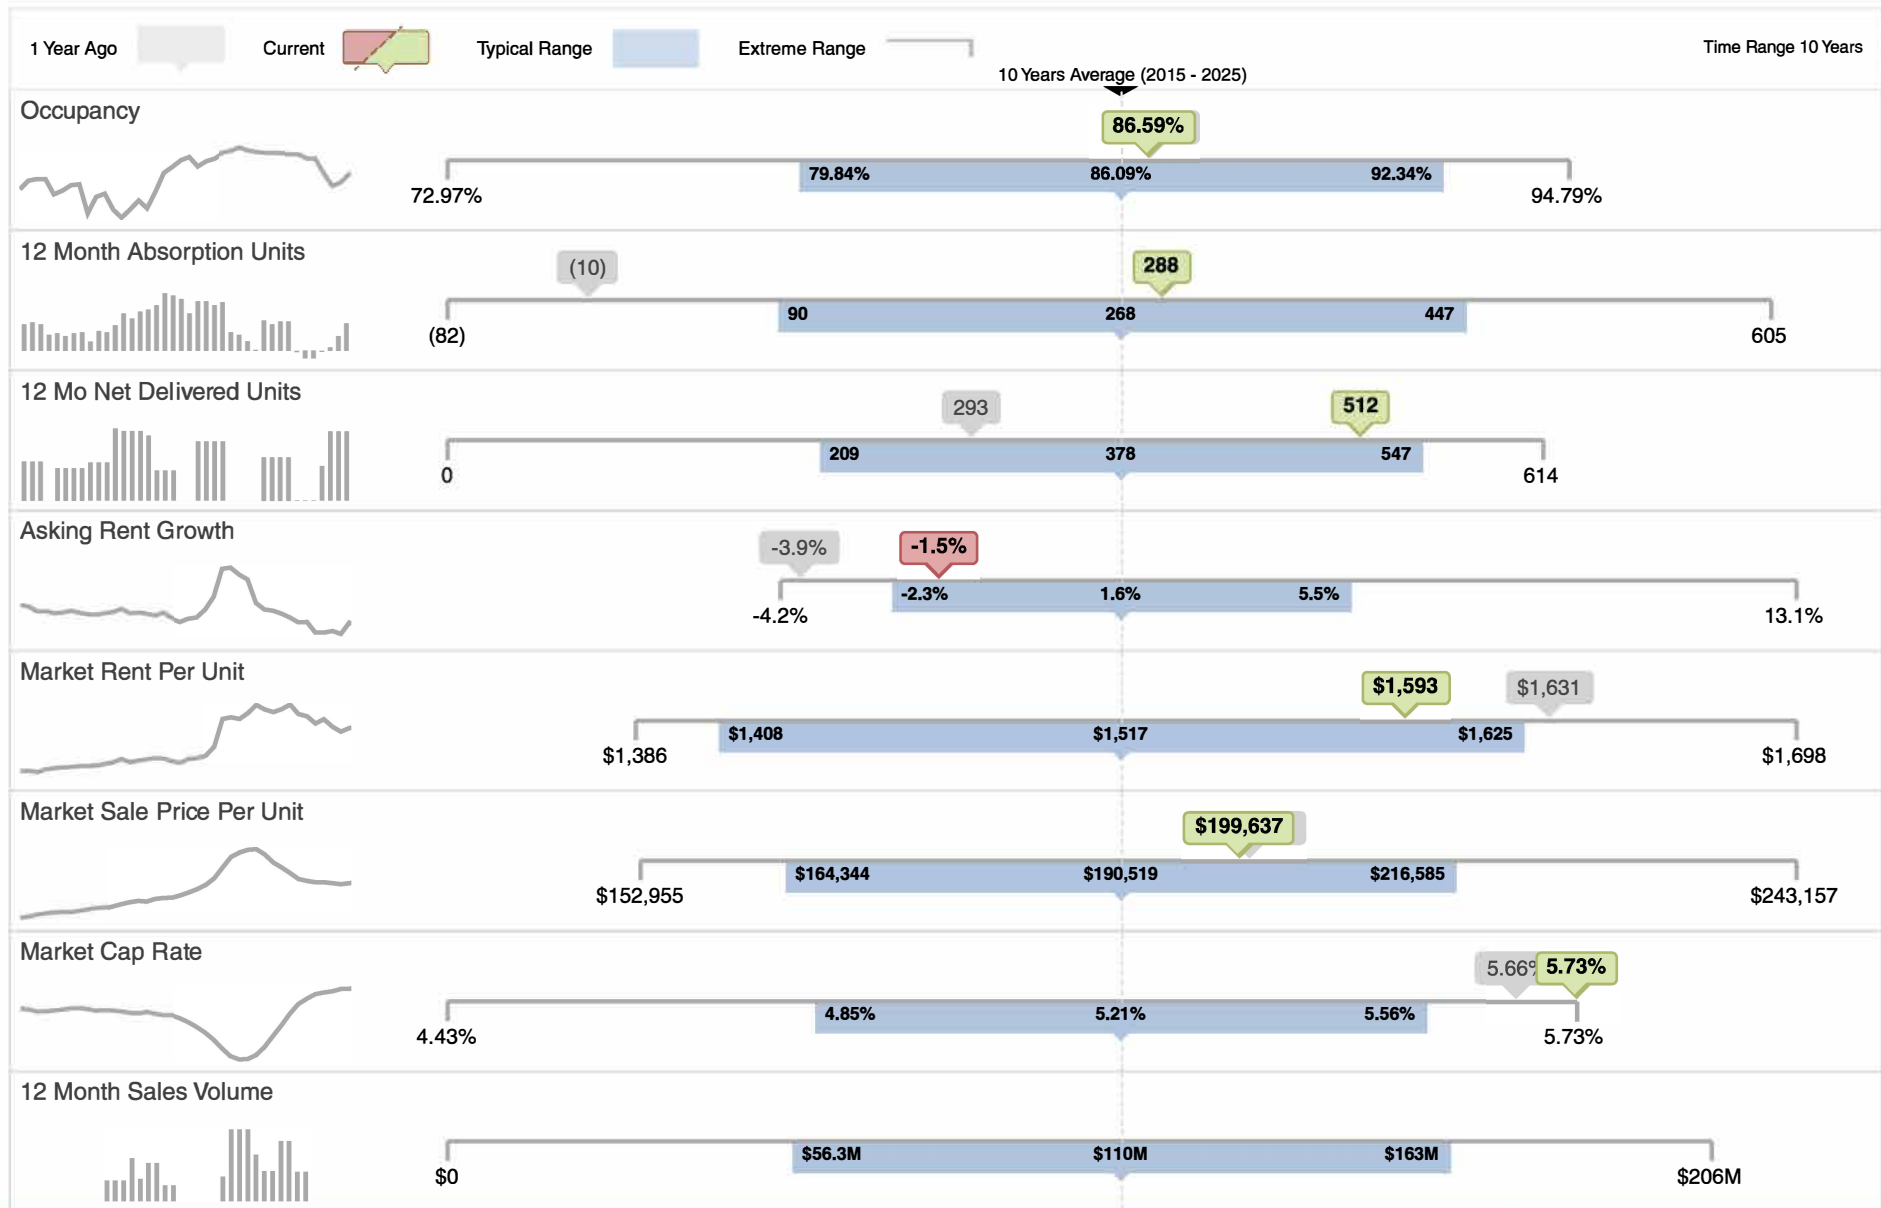 1 Year Ago Current Typical Range Extreme Range Time Range 10 Years
10 Years Average (2015 - 2025)
Occupancy
86.59%
79.84% 86.09% 92.34%
72.97% 94.79%
12 Month Absorption Units
(10) 288
90 268 447
(82) 605
12 Mo Net Delivered Units
293 512
209 378 547
0 614
Asking Rent Growth
-3.9% -1.5%
-2.3% 1.6% 5.5%
-4.2% 13.1%
Market Rent Per Unit
$1,593 $1,631
$1,408 $1,517 $1,625
$1,386 $1,698
Market Sale Price Per Unit
$199,637
$164,344 $190,519 $216,585
$152,955 $243,157
Market Cap Rate
5.66% 5.73%
4.85% 5.21% 5.56%
4.43% 5.73%
12 Month Sales Volume
$56.3M $110M $163M
$0 $206M